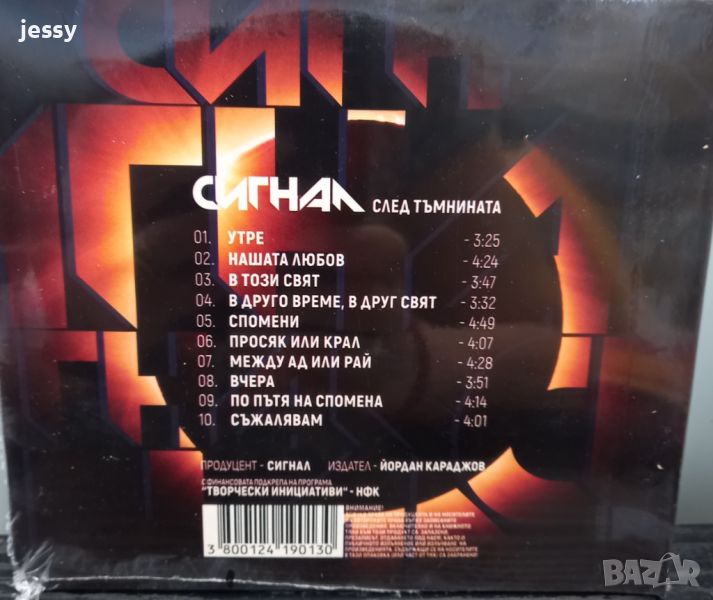 jessy
СИГНАЛ
СИГНАЛ СЛЕД ТЪМНИНАТА
01. УТРЕ - 3:25
02. НАШАТА ЛЮБОВ - 4:24
03. В ТОЗИ СВЯТ - 3:47
04. В ДРУГО ВРЕМЕ, В ДРУГ СВЯТ - 3:32
05. СПОМЕНИ - 4:49
06. ПРОСЯК ИЛИ КРАЛ - 4:07
07. МЕЖДУ АД ИЛИ РАЙ - 4:28
08. ВЧЕРА - 3:51
09. ПО ПЪТЯ НА СПОМЕНА - 4:14
10. СЪЖАЛЯВАМ - 4:01
ПРОДУЦЕНТ - СИГНАЛ ИЗДАТЕЛ - ЙОРДАН КАРАДЖОВ
С ФИНАНСОВАТА ПОДКРЕПА НА ПРОГРАМА
"ТВОРЧЕСКИ ИНИЦИАТИВИ" - НФК
3 800124 190130
ВНИМАНИЕ!
BAZAR
bg